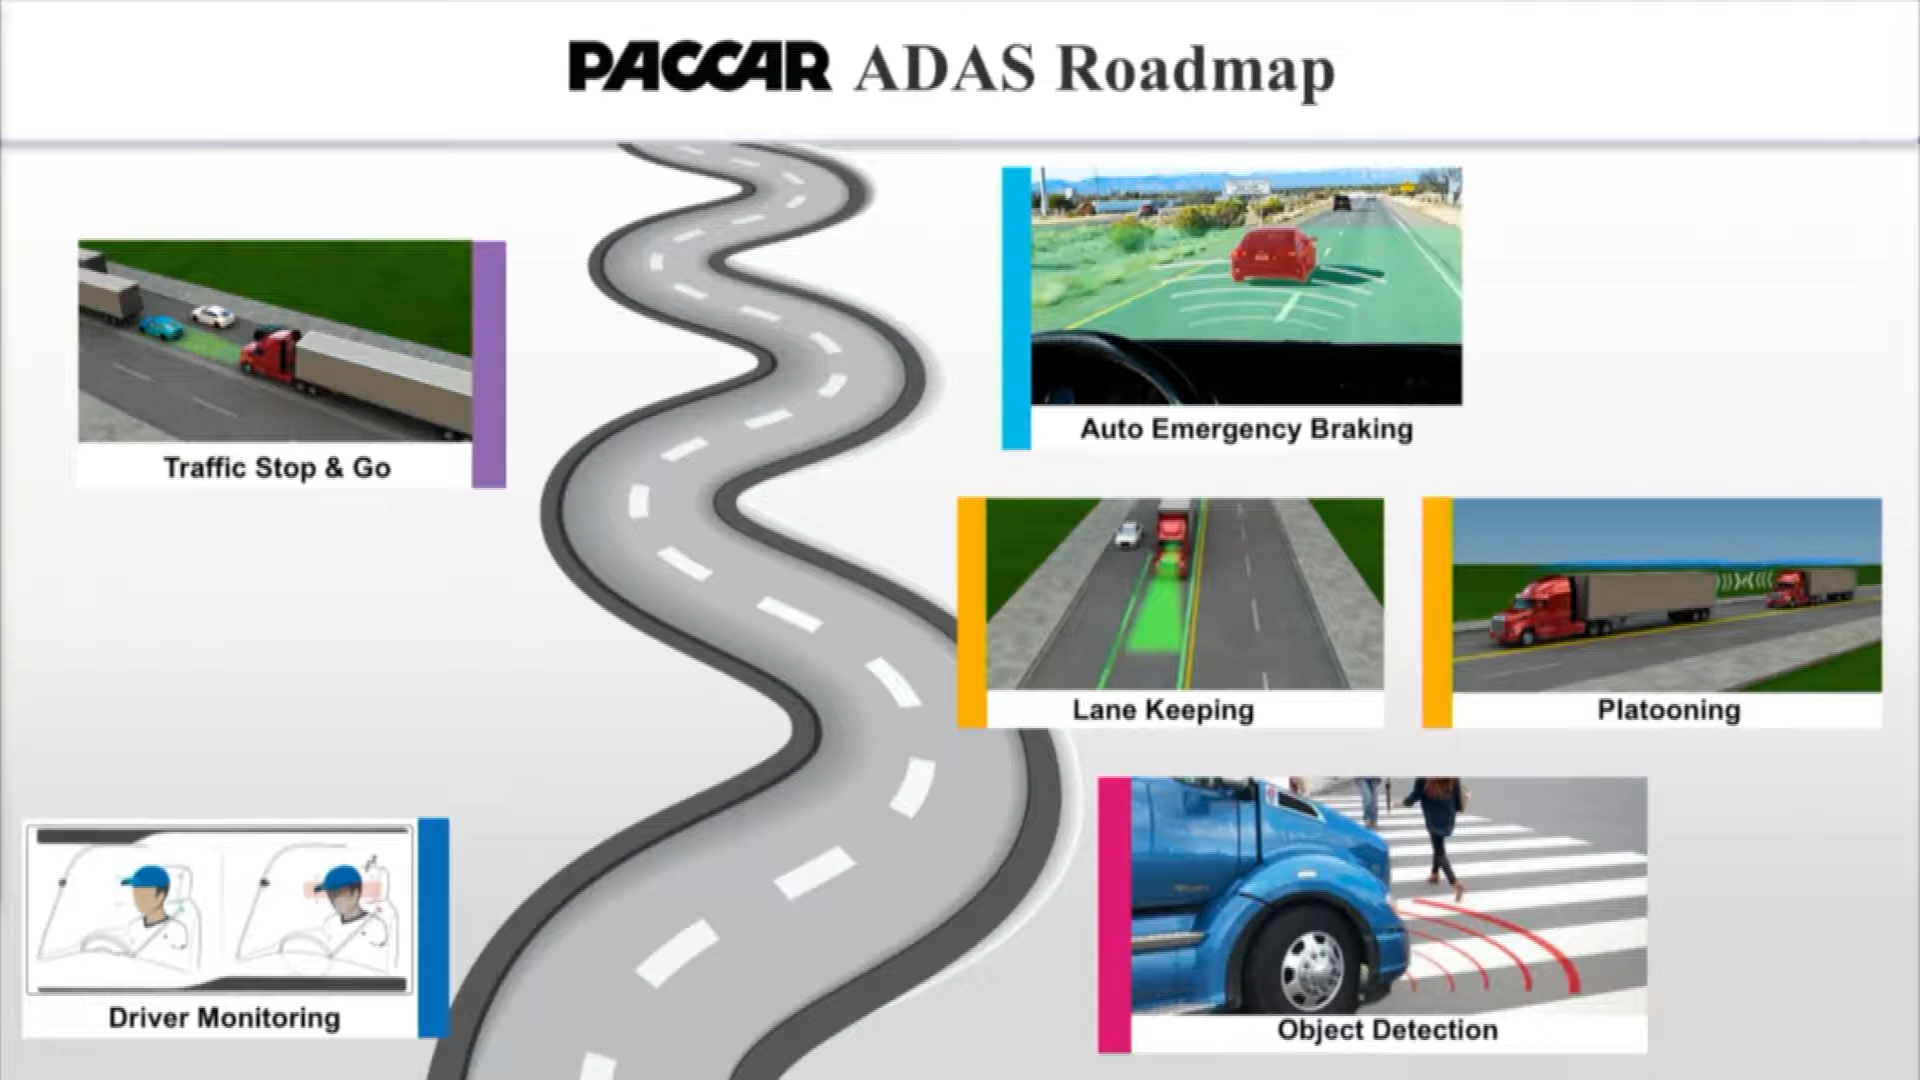 PACCAR ADAS Roadmap
Auto Emergency Braking
Traffic Stop & Go
Lane Keeping
Platooning
Driver Monitoring
Object Detection